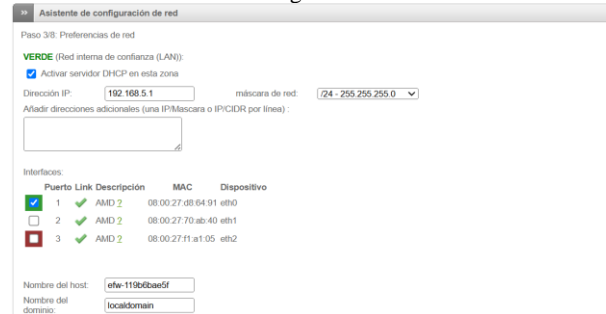 » Asistente de configuración de red
Paso 3/8: Preferencias de red
VERDE (Red interna de confianza (LAN)):
Activar servidor DHCP en esta zona
Dirección IP: 192.168.5.1 máscara de red: /24 - 255.255.255.0
Añadir direcciones adicionales (una IP/Mascara o IP/CIDR por línea) :
Interfaces:
Puerto Link Descripción MAC Dispositivo
1 AMD ? 08:00:27:d8:64:91 eth0
2 AMD ? 08:00:27:70:ab:40 eth1
3 AMD ? 08:00:27:f1:a1:05 eth2
Nombre del host: efw-119b6bae5f
Nombre del
dominio: localdomain